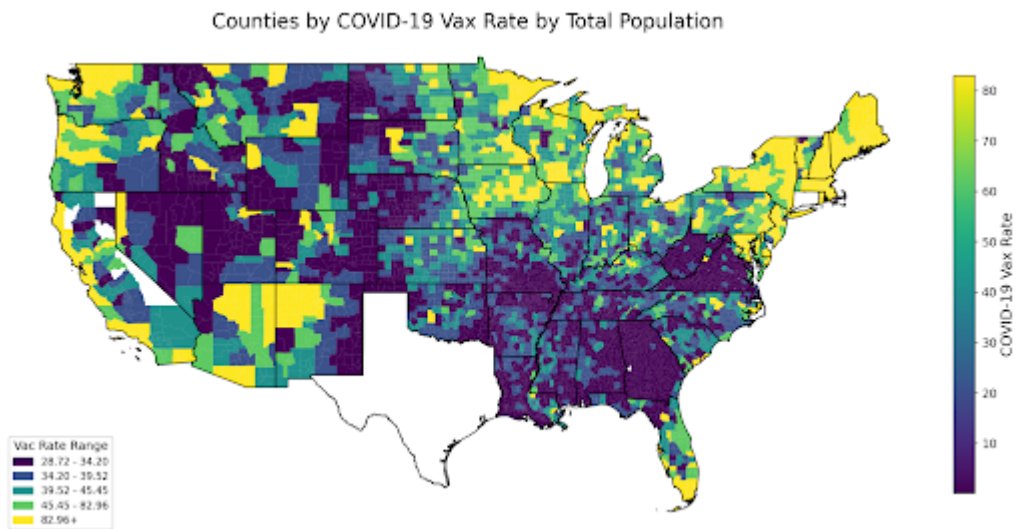 Counties by COVID-19 Vax Rate by Total Population
80
70
60
50
40
30
20
10
COVID-19 Vax Rate
Vac Rate Range
28.72 - 34.20
34.20 - 39.52
39.52 - 45.45
45.45 - 82.96
82.96+